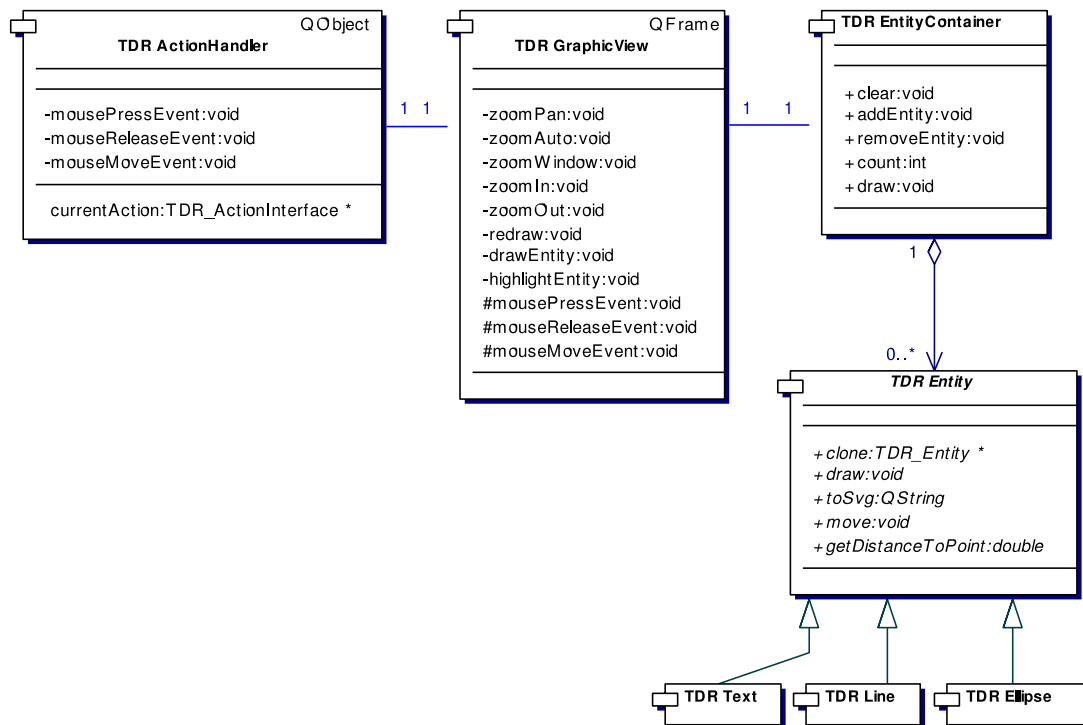 QObject
TDR ActionHandler
-mousePressEvent:void
-mouseReleaseEvent:void
-mouseMoveEvent:void
currentAction:TDR_ActionInterface *
1 1
QFrame
TDR GraphicView
-zoomPan:void
-zoomAuto:void
-zoomWindow:void
-zoomIn:void
-zoomOut:void
-redraw:void
-drawEntity:void
-highlightEntity:void
#mousePressEvent:void
#mouseReleaseEvent:void
#mouseMoveEvent:void
1 1
TDR EntityContainer
+clear:void
+addEntity:void
+removeEntity:void
+count:int
+draw:void
1
0..*
TDR Entity
+clone:TDR_Entity *
+draw:void
+toSvg:QString
+move:void
+getDistanceToPoint:double
TDR Text
TDR Line
TDR Ellipse